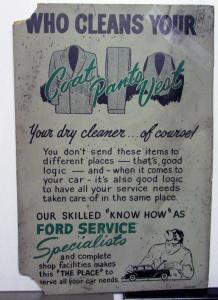 WHO CLEANS YOUR
Coat Pants Vest
Your dry cleaner...of course!
You don't send these items to
different places — that's good
logic — and - when it comes to
your car - it's also good logic
to have all your service needs
taken care of in the same place.
OUR SKILLED "KNOW HOW" AS
FORD SERVICE
Specialists
and complete
shop facilities makes
this "THE PLACE" to
serve all your car needs.